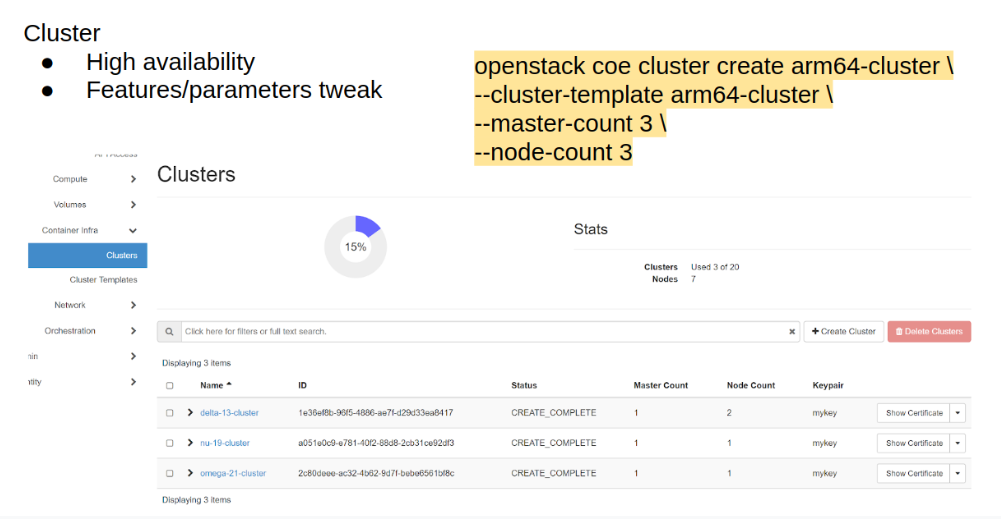 Cluster
● High availability
● Features/parameters tweak
openstack coe cluster create arm64-cluster \
--cluster-template arm64-cluster \
--master-count 3 \
--node-count 3
Compute
Volumes
Container Infra
Clusters
Cluster Templates
Network
Orchestration
Clusters
15%
Stats
Clusters Used 3 of 20
Nodes 7
Click here for filters or full text search.
+ Create Cluster
Delete Clusters
Displaying 3 items
Name ID Status Master Count Node Count Keypair
delta-13-cluster 1e36ef8b-96f5-4886-ae7f-d29d33ea8417 CREATE_COMPLETE 1 2 mykey Show Certificate
nu-19-cluster a051e0c9-e781-40f2-88d8-2cb31ce92df3 CREATE_COMPLETE 1 1 mykey Show Certificate
omega-21-cluster 2c80deee-ac32-4b62-9d7f-bebe6561bf8c CREATE_COMPLETE 1 1 mykey Show Certificate
Displaying 3 items